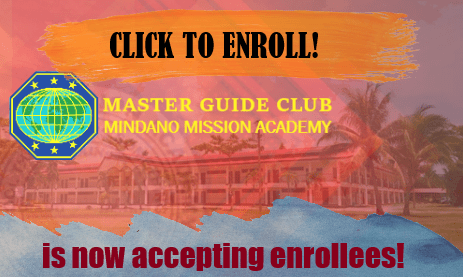 CLICK TO ENROLL!
MASTER GUIDE CLUB
MINDANO MISSION ACADEMY
is now accepting enrollees!